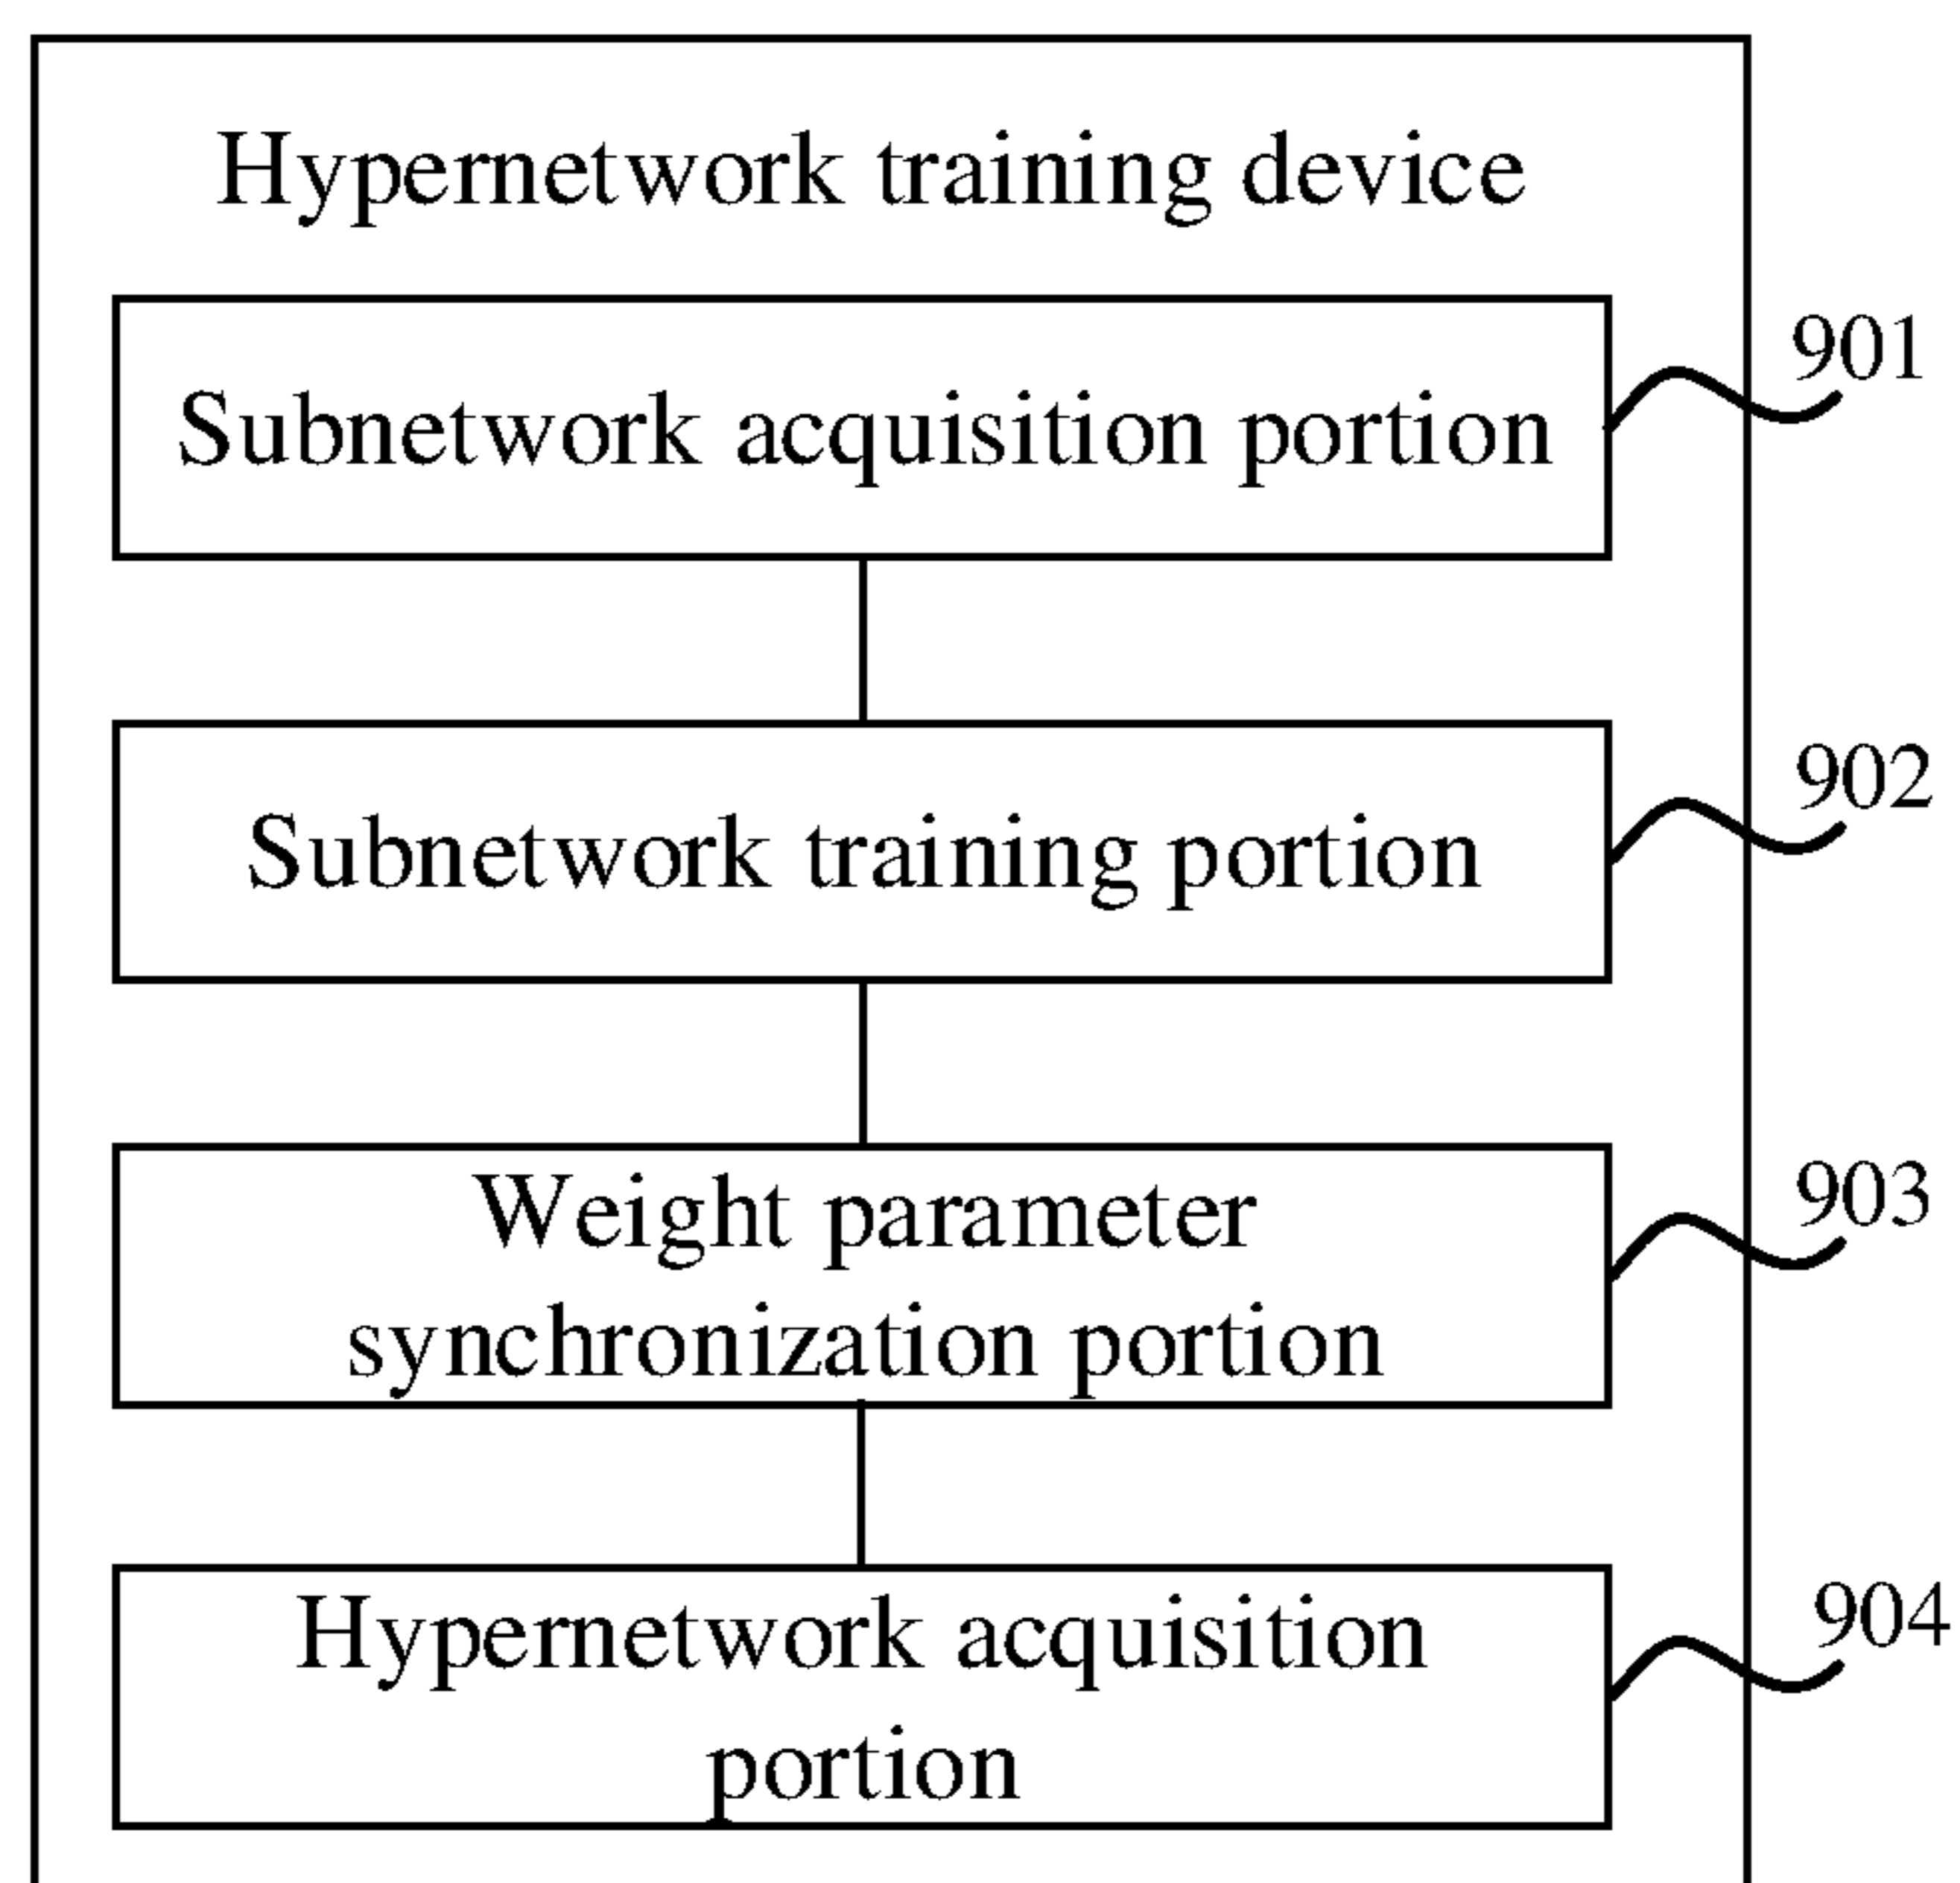 Hypernetwork training device
901
Subnetwork acquisition portion
902
Subnetwork training portion
903
Weight parameter
synchronization portion
904
Hypernetwork acquisition
portion